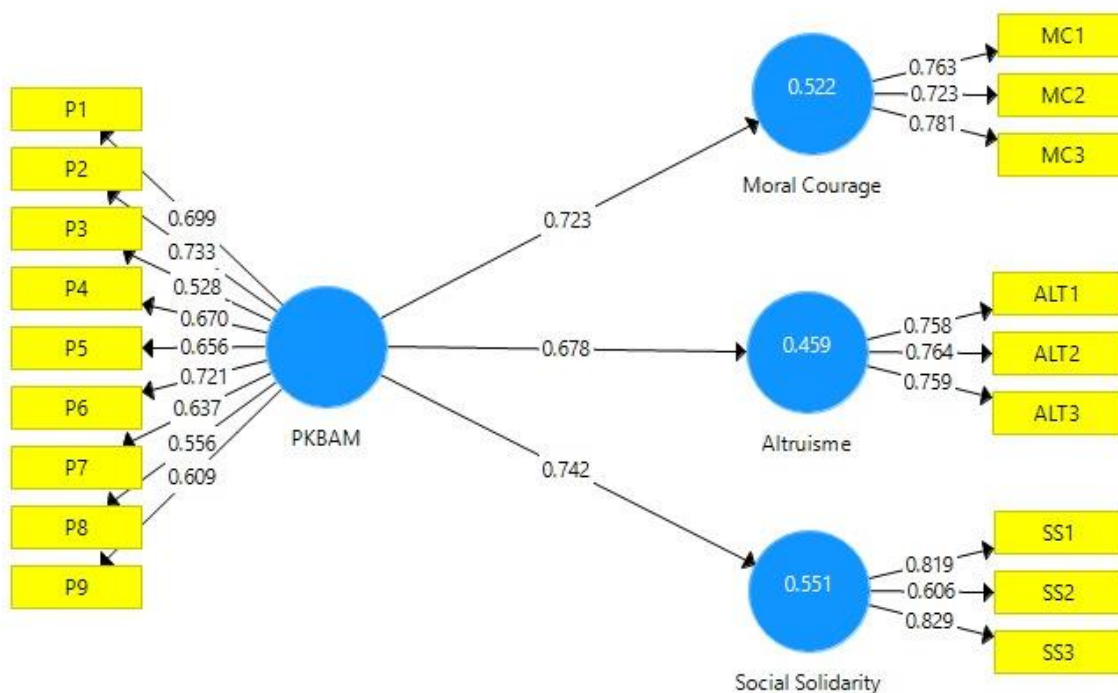 P1
P2
P3
P4
P5
P6
P7
P8
P9
0.699
0.733
0.528
0.670
0.656
0.721
0.637
0.556
0.609
PKBAM
0.723
0.678
0.742
0.522
Moral Courage
0.763
0.723
0.781
MC1
MC2
MC3
0.459
Altruisme
0.758
0.764
0.759
ALT1
ALT2
ALT3
0.551
Social Solidarity
0.819
0.606
0.829
SS1
SS2
SS3